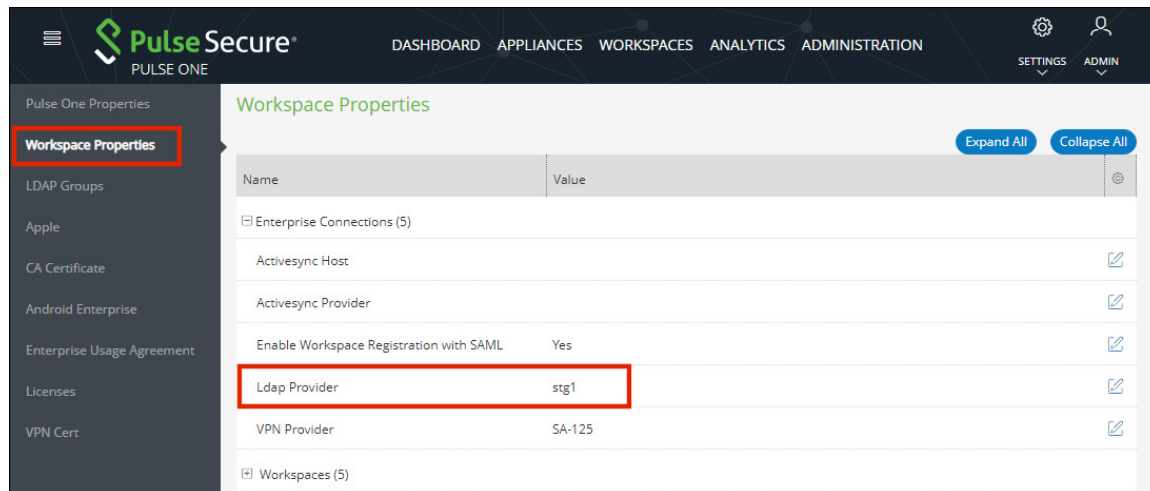 Pulse Secure®
PULSE ONE
DASHBOARD APPLIANCES WORKSPACES ANALYTICS ADMINISTRATION
SETTINGS ADMIN
Pulse One Properties
Workspace Properties
LDAP Groups
Apple
CA Certificate
Android Enterprise
Enterprise Usage Agreement
Licenses
VPN Cert
Workspace Properties
Expand All Collapse All
Name Value
Enterprise Connections (5)
Activesync Host
Activesync Provider
Enable Workspace Registration with SAML Yes
Ldap Provider stg1
VPN Provider SA-125
Workspaces (5)